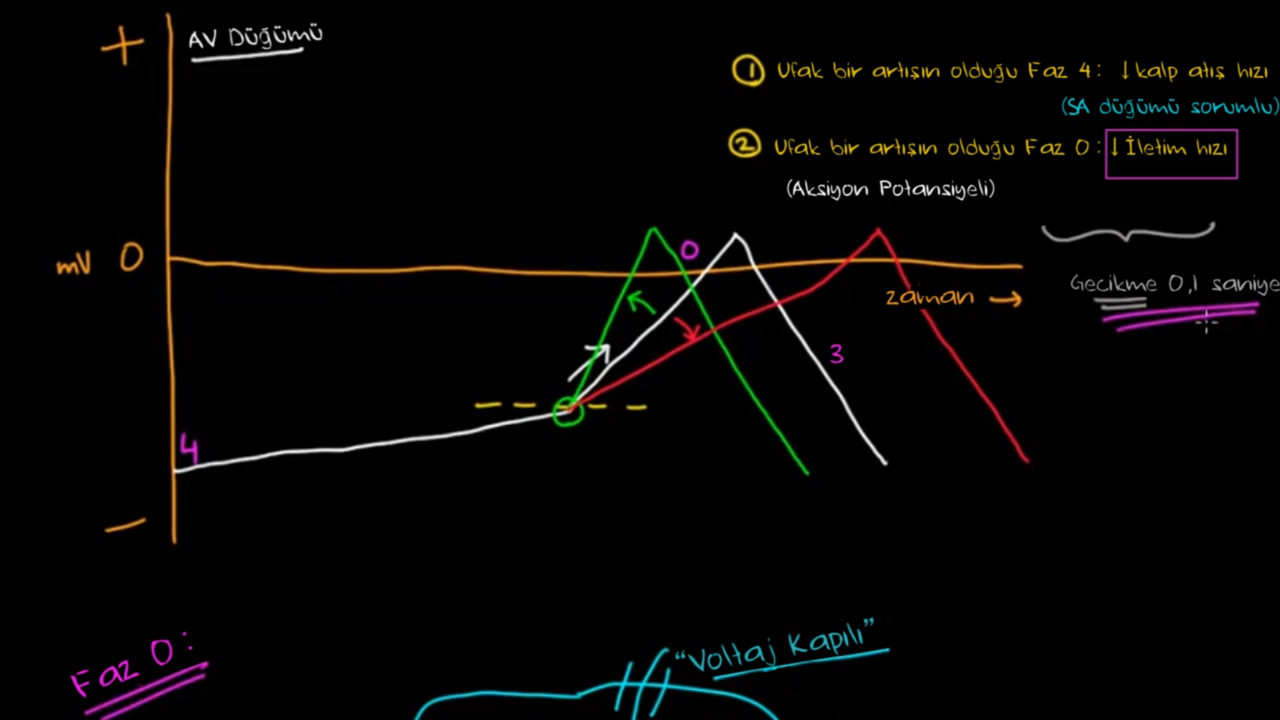 +
AV Düğümü
① Ufak bir artışın olduğu Faz 4: ↓kalp atış hızı
(SA düğümü sorumlu)
② Ufak bir artışın olduğu Faz 0: ↓İletim hızı
(Aksiyon Potansiyeli)
mV 0
0
zaman →
Gecikme 0,1 saniye
3
4
−
Faz 0:
"Voltaj Kapılı"